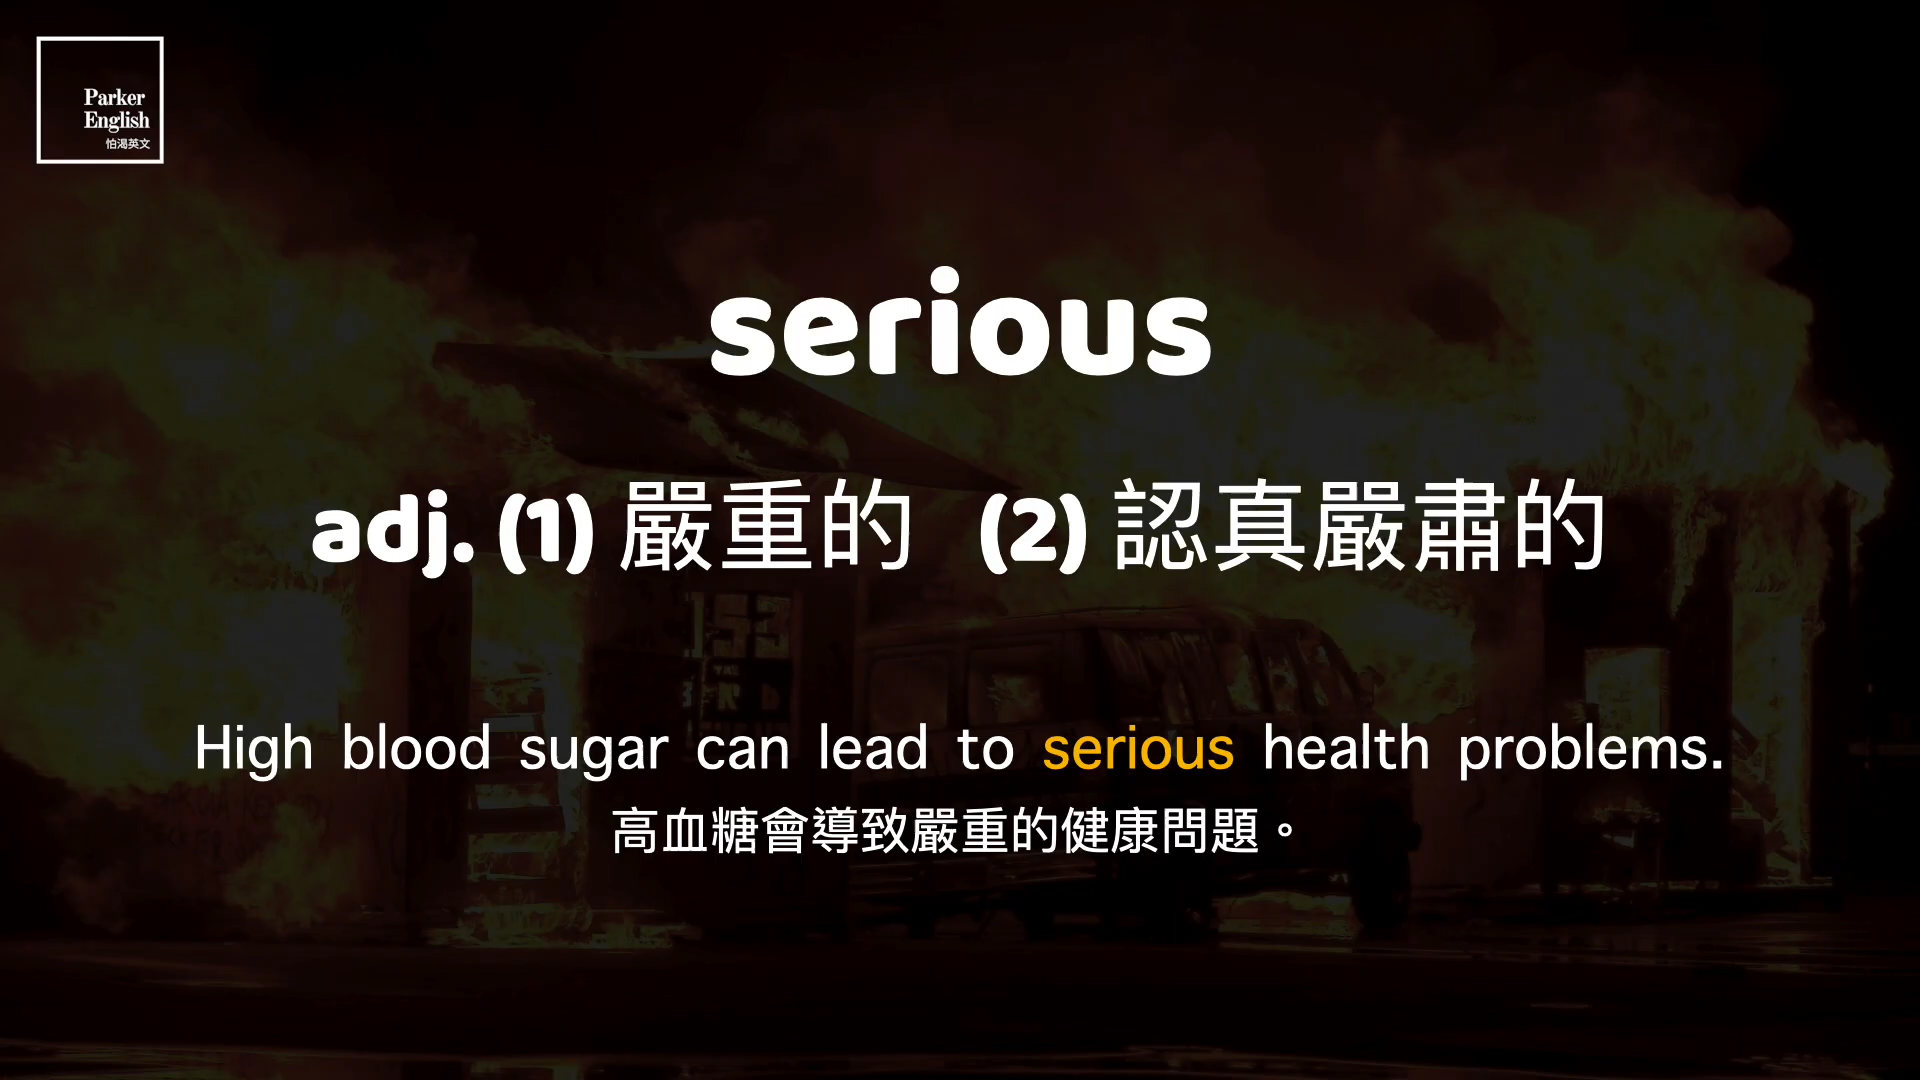 Parker
English
怕渴英文
serious
adj. (1) 嚴重的 (2) 認真嚴肅的
153
High blood sugar can lead to serious health problems.
高血糖會導致嚴重的健康問題。